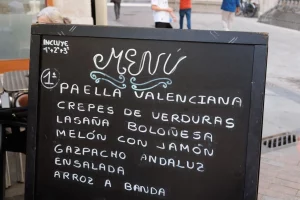 INCLUYE
1º+2º+3º
MENÚ
1º
PAELLA VALENCIANA
CREPES DE VERDURAS
LASAÑA BOLOÑESA
MELÓN CON JAMÓN
GAZPACHO ANDALUZ
ENSALADA
ARROZ A BANDA